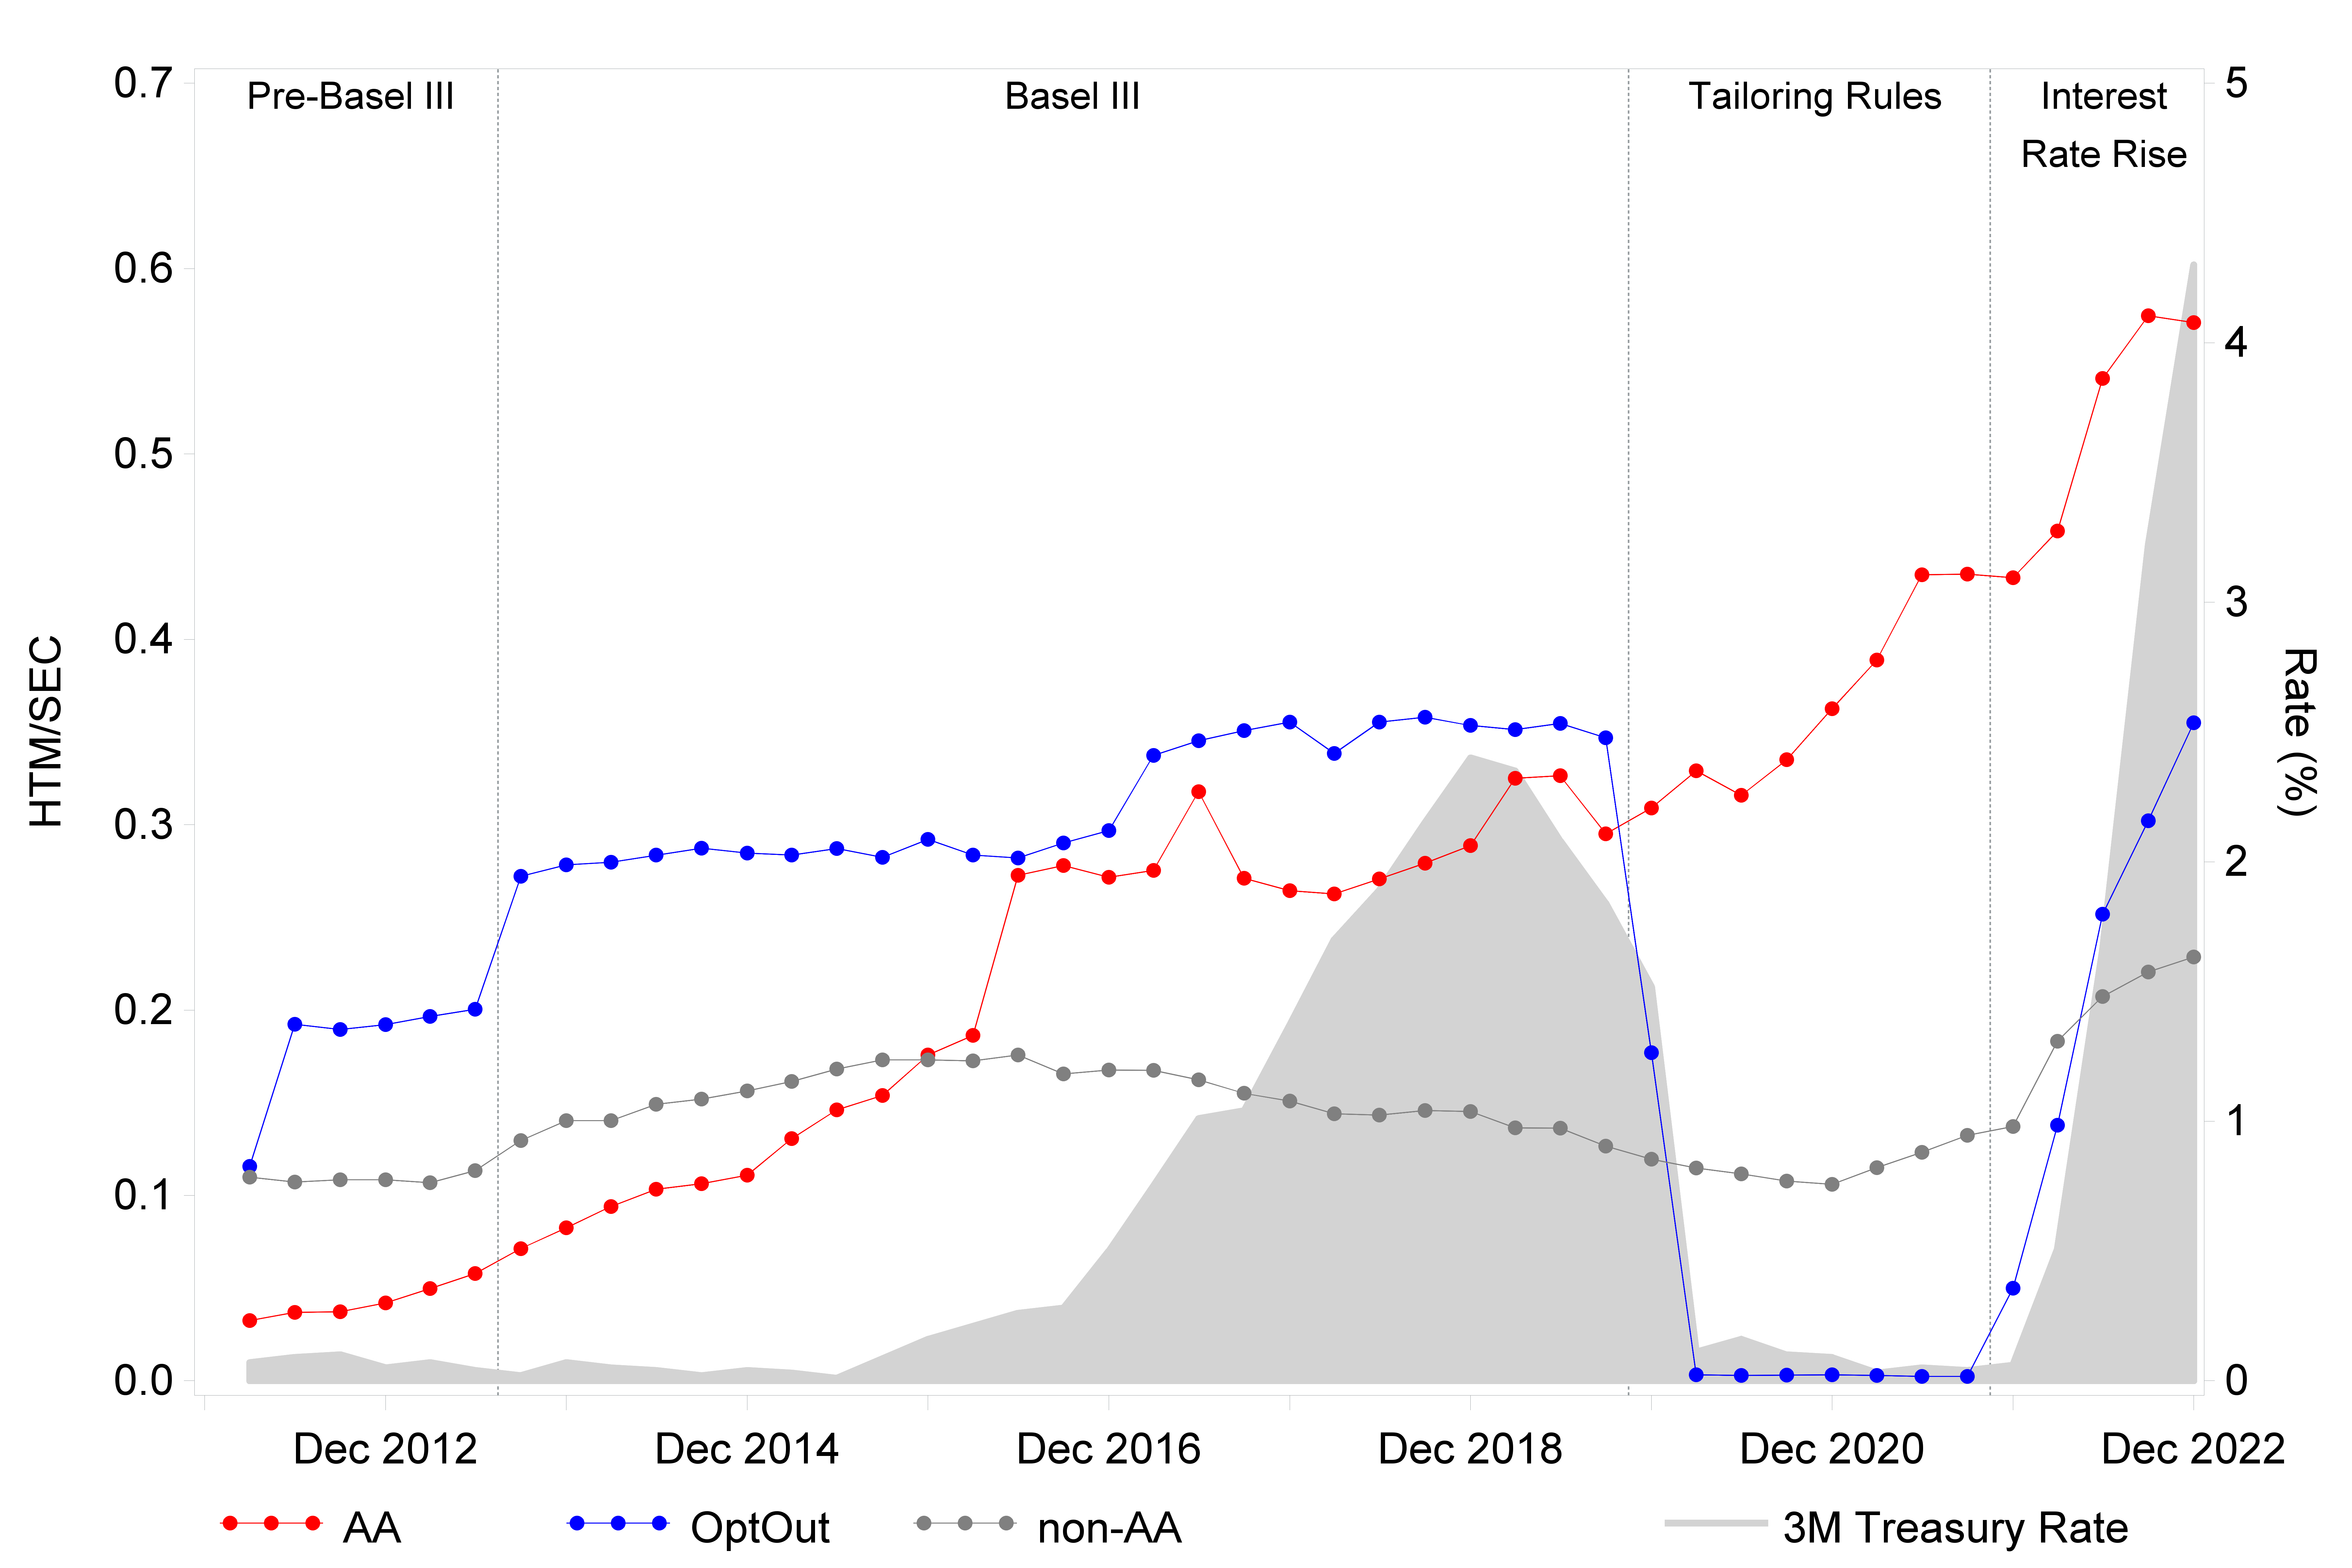 Pre-Basel III
Basel III
Tailoring Rules
Interest
Rate Rise
HTM/SEC
0.7
0.6
0.5
0.4
0.3
0.2
0.1
0.0
5
4
3
2
1
0
Rate (%)
Dec 2012
Dec 2014
Dec 2016
Dec 2018
Dec 2020
Dec 2022
AA
OptOut
non-AA
3M Treasury Rate